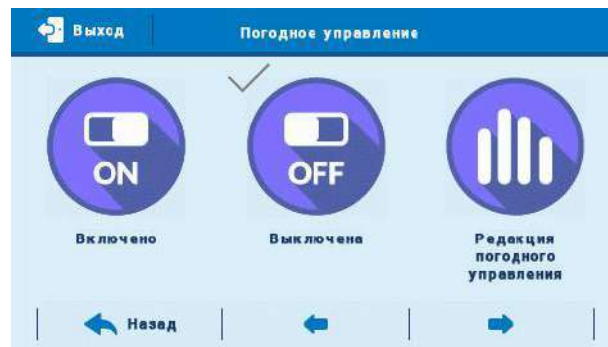 Выход
Погодное управление
ON
OFF
Включено
Выключена
Редакция
погодного
управления
Назад